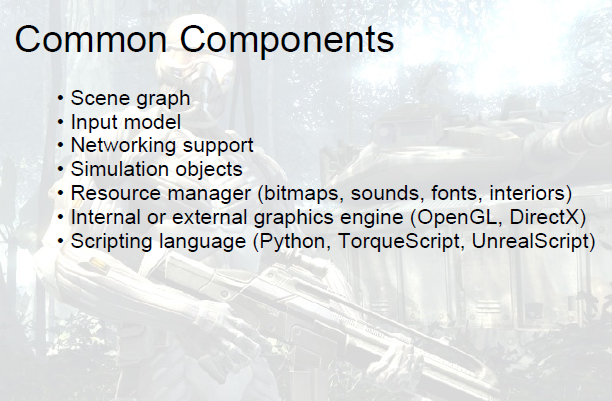 Common Components
• Scene graph
• Input model
• Networking support
• Simulation objects
• Resource manager (bitmaps, sounds, fonts, interiors)
• Internal or external graphics engine (OpenGL, DirectX)
• Scripting language (Python, TorqueScript, UnrealScript)